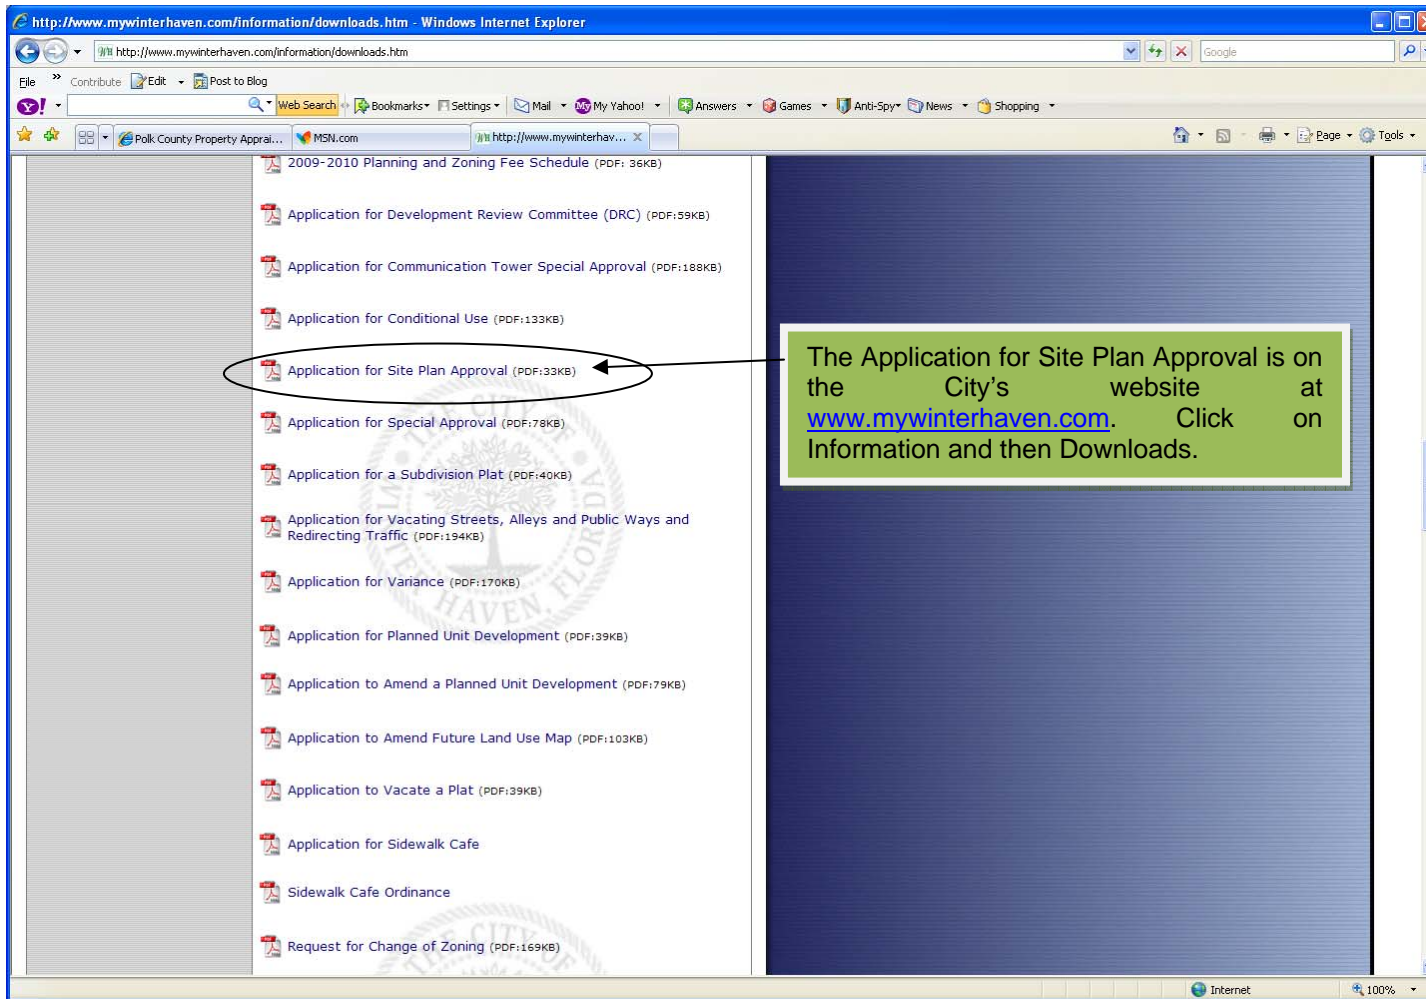 http://www.mywinterhaven.com/information/downloads.htm - Windows Internet Explorer
http://www.mywinterhaven.com/information/downloads.htm
Google
File » Contribute Edit Post to Blog
Y! Web Search Bookmarks Settings Mail My Yahoo! Answers Games Anti-Spy News Shopping
Polk County Property Apprai... MSN.com http://www.mywinterhav... Page Tools
2009-2010 Planning and Zoning Fee Schedule (PDF: 36KB)
Application for Development Review Committee (DRC) (PDF:59KB)
Application for Communication Tower Special Approval (PDF:188KB)
Application for Conditional Use (PDF:133KB)
Application for Site Plan Approval (PDF:33KB)
The Application for Site Plan Approval is on
the City's website at
www.mywinterhaven.com. Click on
Information and then Downloads.
Application for Special Approval (PDF:78KB)
Application for a Subdivision Plat (PDF:40KB)
Application for Vacating Streets, Alleys and Public Ways and
Redirecting Traffic (PDF:194KB)
Application for Variance (PDF:170KB)
Application for Planned Unit Development (PDF:39KB)
Application to Amend a Planned Unit Development (PDF:79KB)
Application to Amend Future Land Use Map (PDF:103KB)
Application to Vacate a Plat (PDF:39KB)
Application for Sidewalk Cafe
Sidewalk Cafe Ordinance
Request for Change of Zoning (PDF:169KB)
THE CITY OF
HAVEN, FLORIDA
THE CITY OF
Internet 100%